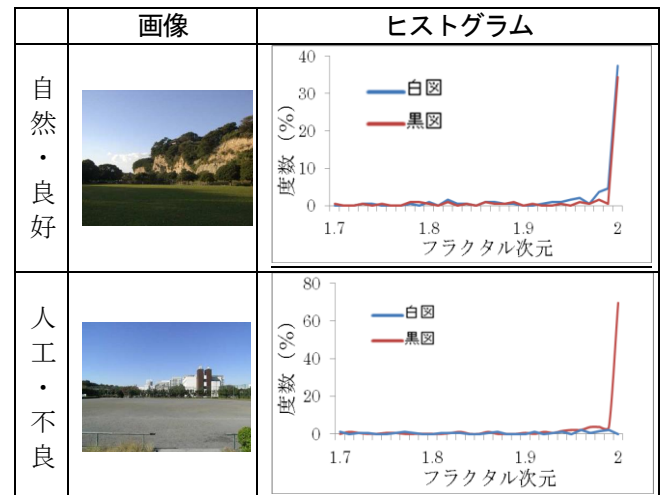 画像
ヒストグラム
自然・良好
40
30
20
10
0
度数（%）
白図
黒図
1.7
1.8
1.9
2
フラクタル次元
人工・不良
80
60
40
20
0
度数（%）
白図
黒図
1.7
1.8
1.9
2
フラクタル次元